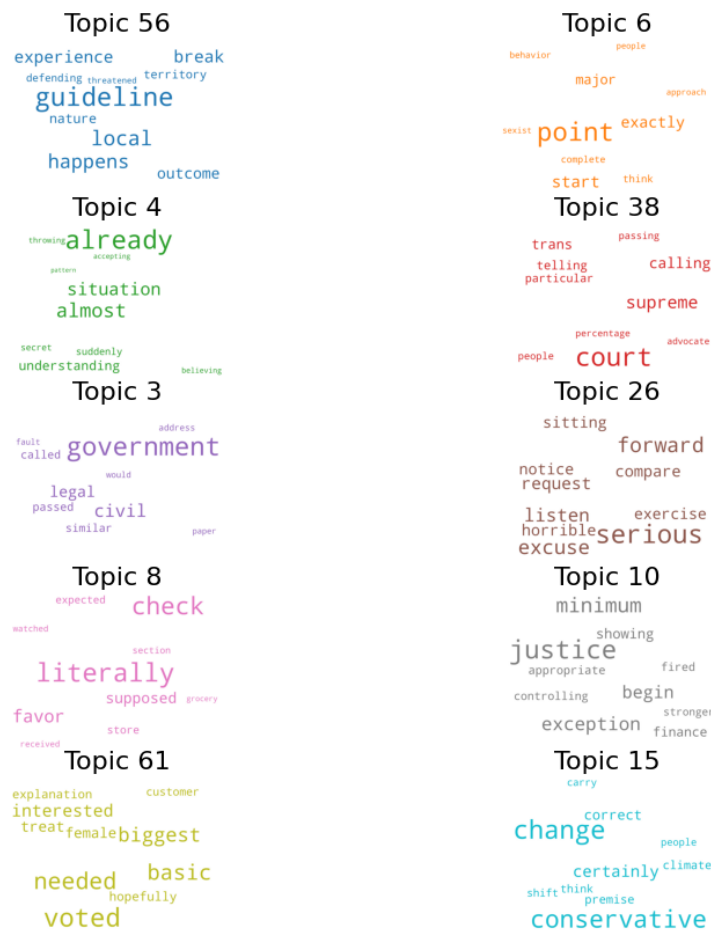 Topic 56
experience break
defending threatened territory
guideline
nature
local
happens
outcome
Topic 6
people
behavior
major
approach
exactly
sexist point
complete
start think
Topic 4
throwing already
accepting
pattern
situation
almost
secret suddenly
understanding
believing
Topic 38
passing
trans
telling calling
particular
supreme
percentage
advocate
people court
Topic 3
address
fault government
called
would
legal
passed civil
similar paper
Topic 26
sitting
forward
notice compare
request
listen exercise
horrible serious
excuse
Topic 8
expected check
watched
section
literally
supposed grocery
favor
store
received
Topic 10
minimum
showing
justice
appropriate fired
controlling begin
stronger
exception finance
Topic 61
explanation customer
interested
treat female biggest
needed basic
hopefully
voted
Topic 15
carry
correct
change
people
certainly climate
shift think
premise
conservative